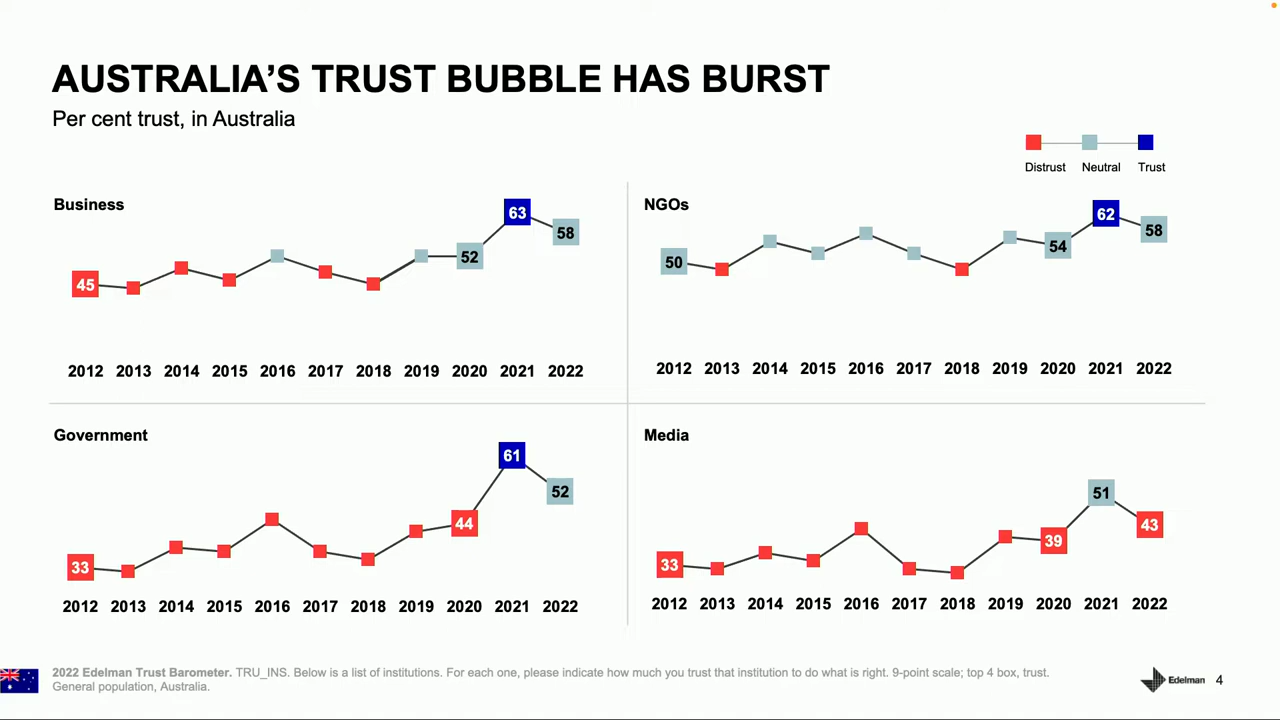 AUSTRALIA’S TRUST BUBBLE HAS BURST
Per cent trust, in Australia
Distrust Neutral Trust
Business
45 52 63 58
2012 2013 2014 2015 2016 2017 2018 2019 2020 2021 2022
NGOs
50 54 62 58
2012 2013 2014 2015 2016 2017 2018 2019 2020 2021 2022
Government
33 44 61 52
2012 2013 2014 2015 2016 2017 2018 2019 2020 2021 2022
Media
33 39 51 43
2012 2013 2014 2015 2016 2017 2018 2019 2020 2021 2022
2022 Edelman Trust Barometer. TRU_INS. Below is a list of institutions. For each one, please indicate how much you trust that institution to do what is right. 9-point scale; top 4 box, trust.
General population, Australia.
Edelman 4